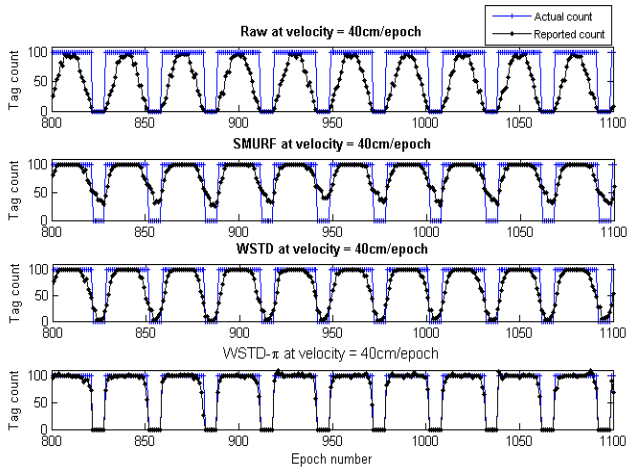 Actual count
Reported count
Raw at velocity = 40cm/epoch
Tag count
100
50
0
800 850 900 950 1000 1050 1100
SMURF at velocity = 40cm/epoch
Tag count
100
50
0
800 850 900 950 1000 1050 1100
WSTD at velocity = 40cm/epoch
Tag count
100
50
0
800 850 900 950 1000 1050 1100
WSTD-π at velocity = 40cm/epoch
Tag count
100
50
0
800 850 900 950 1000 1050 1100
Epoch number